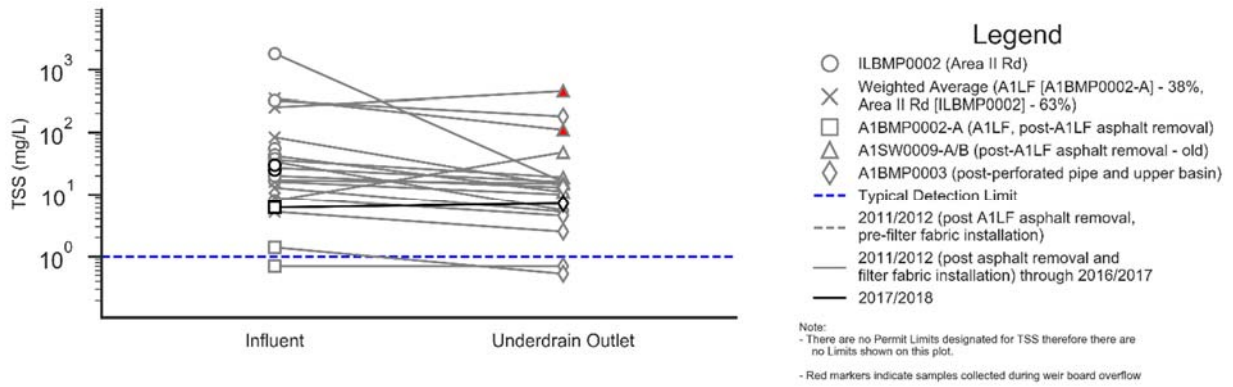 TSS (mg/L)
10³
10²
10¹
10⁰
Influent
Underdrain Outlet
Legend
ILBMP0002 (Area II Rd)
Weighted Average (A1LF [A1BMP0002-A] - 38%,
Area II Rd [ILBMP0002] - 63%)
A1BMP0002-A (A1LF, post-A1LF asphalt removal)
A1SW0009-A/B (post-A1LF asphalt removal - old)
A1BMP0003 (post-perforated pipe and upper basin)
Typical Detection Limit
2011/2012 (post A1LF asphalt removal,
pre-filter fabric installation)
2011/2012 (post asphalt removal and
filter fabric installation) through 2016/2017
2017/2018
Note:
- There are no Permit Limits designated for TSS therefore there are
no Limits shown on this plot.
- Red markers indicate samples collected during weir board overflow